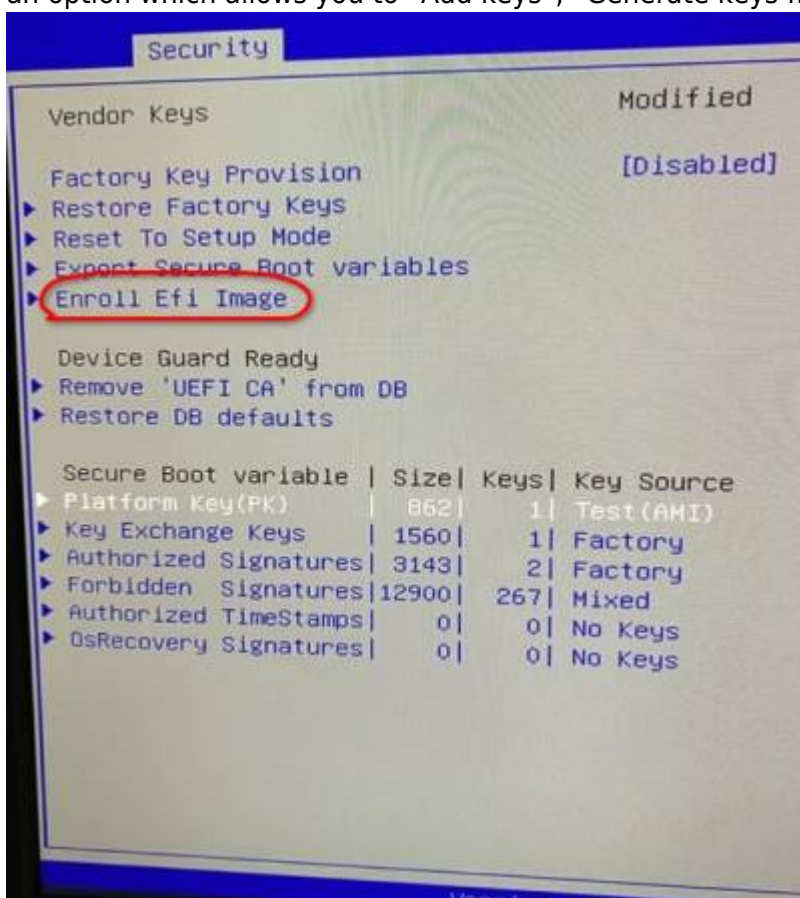 an option which allows you to "Add keys", "Generate keys
Security
Vendor Keys Modified
Factory Key Provision [Disabled]
Restore Factory Keys
Reset To Setup Mode
Export Secure Boot variables
Enroll Efi Image
Device Guard Ready
Remove 'UEFI CA' from DB
Restore DB defaults
Secure Boot variable | Size| Keys| Key Source
Platform Key(PK) | 862| 1| Test(AMI)
Key Exchange Keys | 1560| 1| Factory
Authorized Signatures| 3143| 2| Factory
Forbidden Signatures|12900| 267| Mixed
Authorized TimeStamps| 0| 0| No Keys
OsRecovery Signatures| 0| 0| No Keys